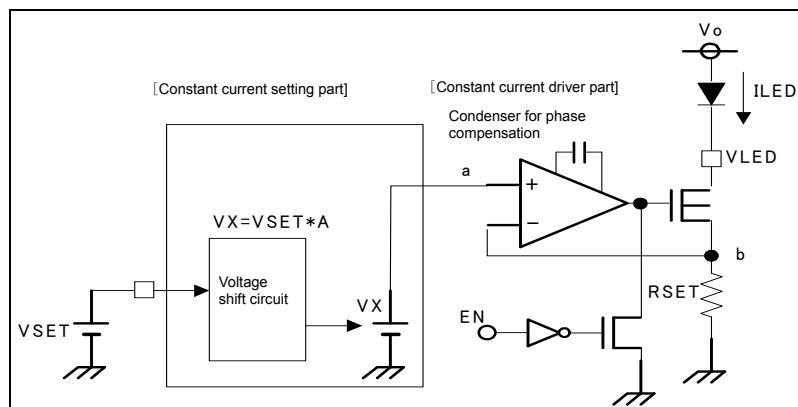 Vo
[Constant current setting part]
[Constant current driver part]
ILED
Condenser for phase
compensation
VLED
a
+
−
VX=VSET*A
b
Voltage
shift circuit
RSET
VX
EN
VSET